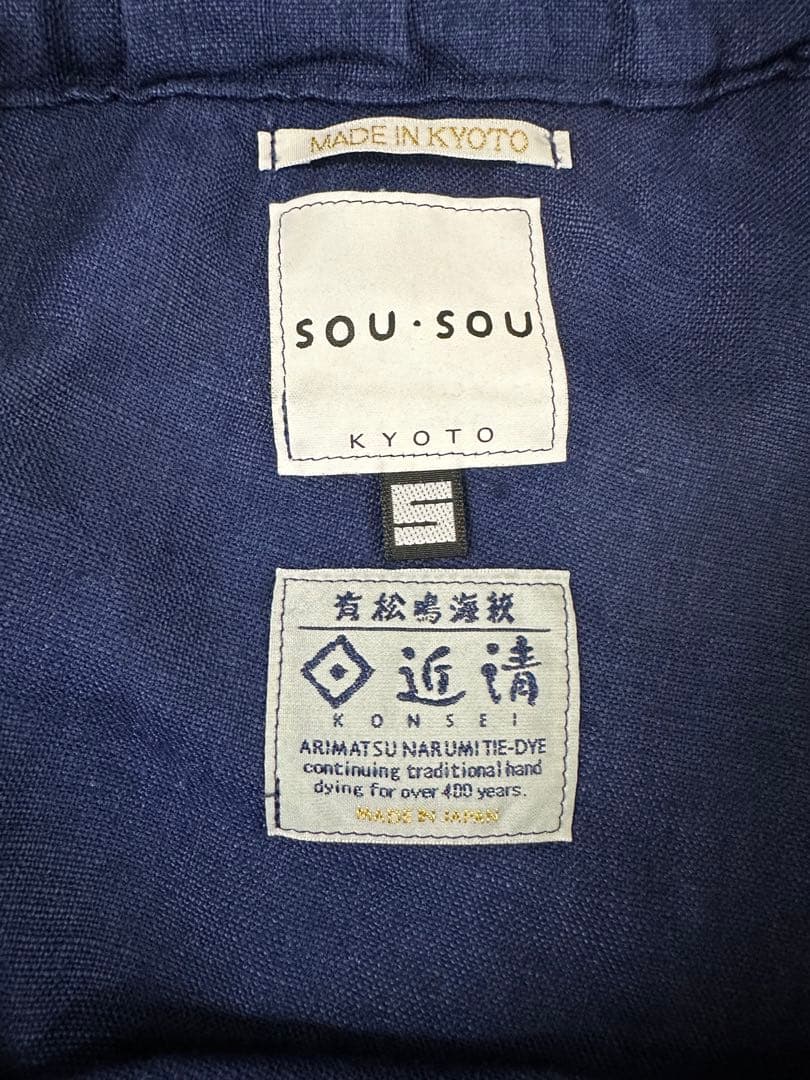 MADE IN KYOTO
SOU・SOU
KYOTO
S
有松鳴海絞
近清
KONSEI
ARIMATSU NARUMI TIE-DYE
continuing traditional hand
dying for over 400 years.
MADE IN JAPAN